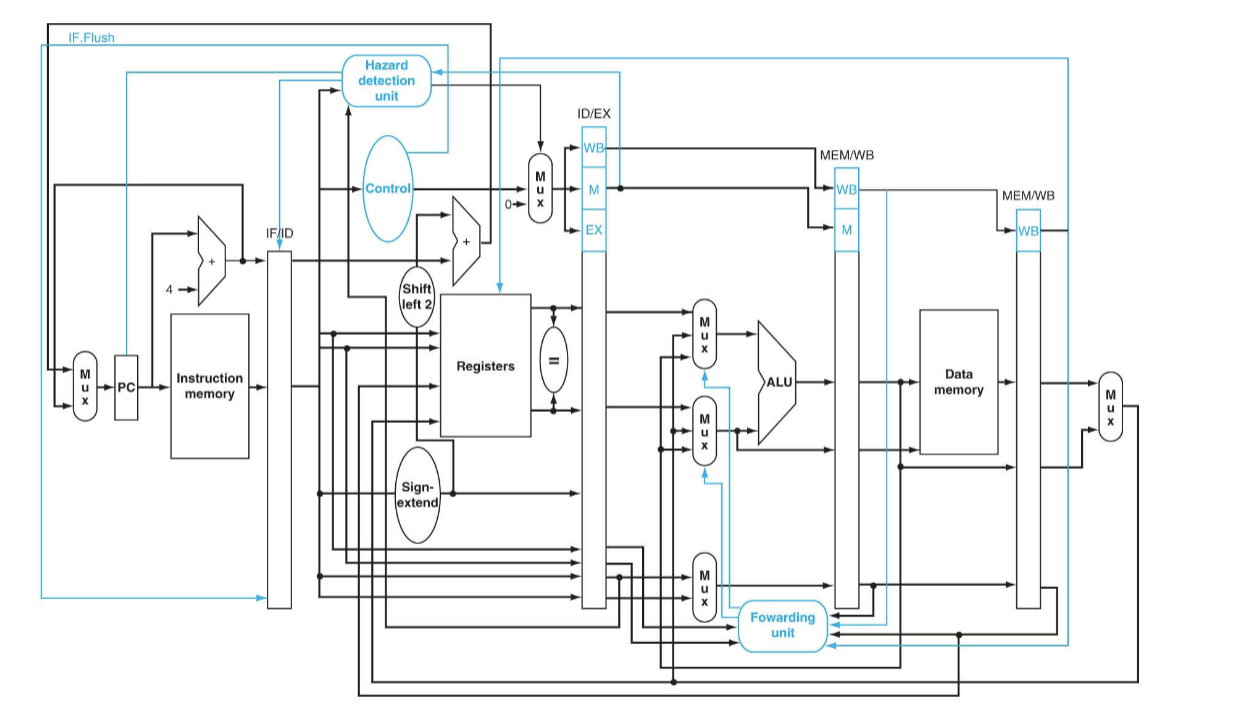 IF.Flush
Hazard
detection
unit
ID/EX
WB
MEM/WB
Control
M
u
x
0
M
WB
MEM/WB
EX
M
WB
IF/ID
+
+
4
Shift
left 2
M
u
x
PC
Instruction
memory
Registers
=
M
u
x
ALU
Data
memory
M
u
x
M
u
x
Sign-
extend
M
u
x
Fowarding
unit